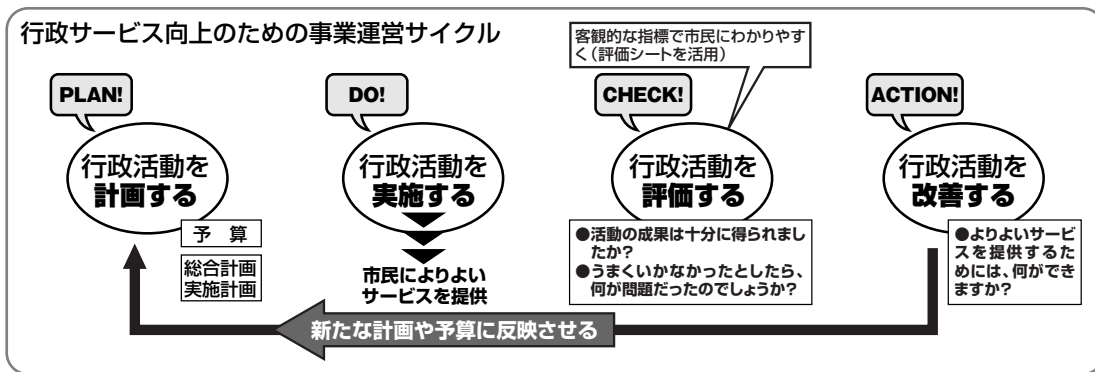 行政サービス向上のための事業運営サイクル
客観的な指標で市民にわかりやす
く(評価シートを活用)
PLAN!
行政活動を
計画する
予 算
総合計画
実施計画
DO!
行政活動を
実施する
市民によりよい
サービスを提供
CHECK!
行政活動を
評価する
●活動の成果は十分に得られまし
たか?
●うまくいかなかったとしたら、
何が問題だったのでしょうか?
ACTION!
行政活動を
改善する
●よりよいサービ
スを提供するた
めには、何ができ
ますか?
新たな計画や予算に反映させる